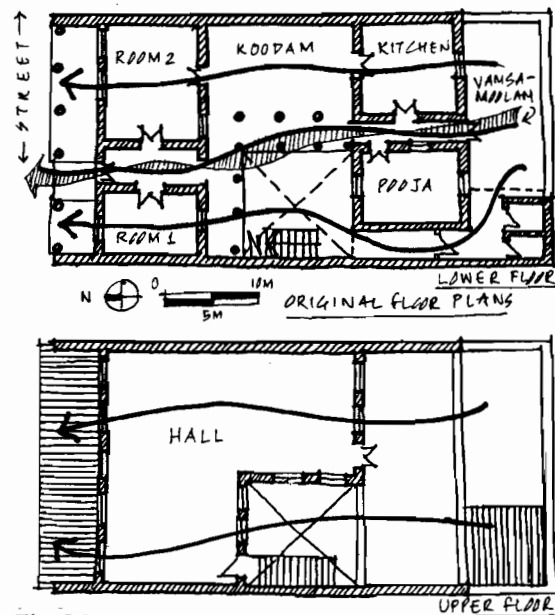 STREET
ROOM 2
KOODAM
KITCHEN
VAMSA-
MOOLAM
POOJA
ROOM 1
LOWER FLOOR
N
0
10M
5M
ORIGINAL FLOOR PLANS
HALL
UPPER FLOOR